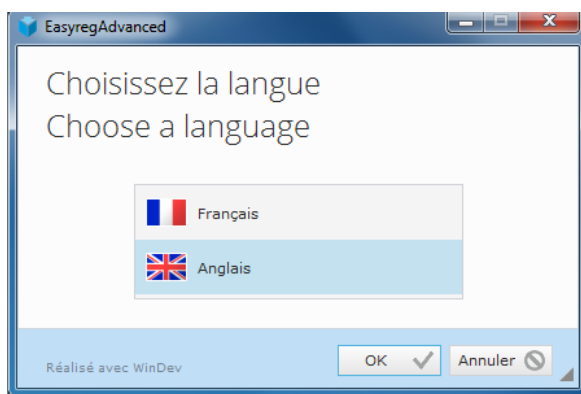 EasyregAdvanced
Choisissez la langue
Choose a language
Français
Anglais
Réalisé avec WinDev
OK
Annuler